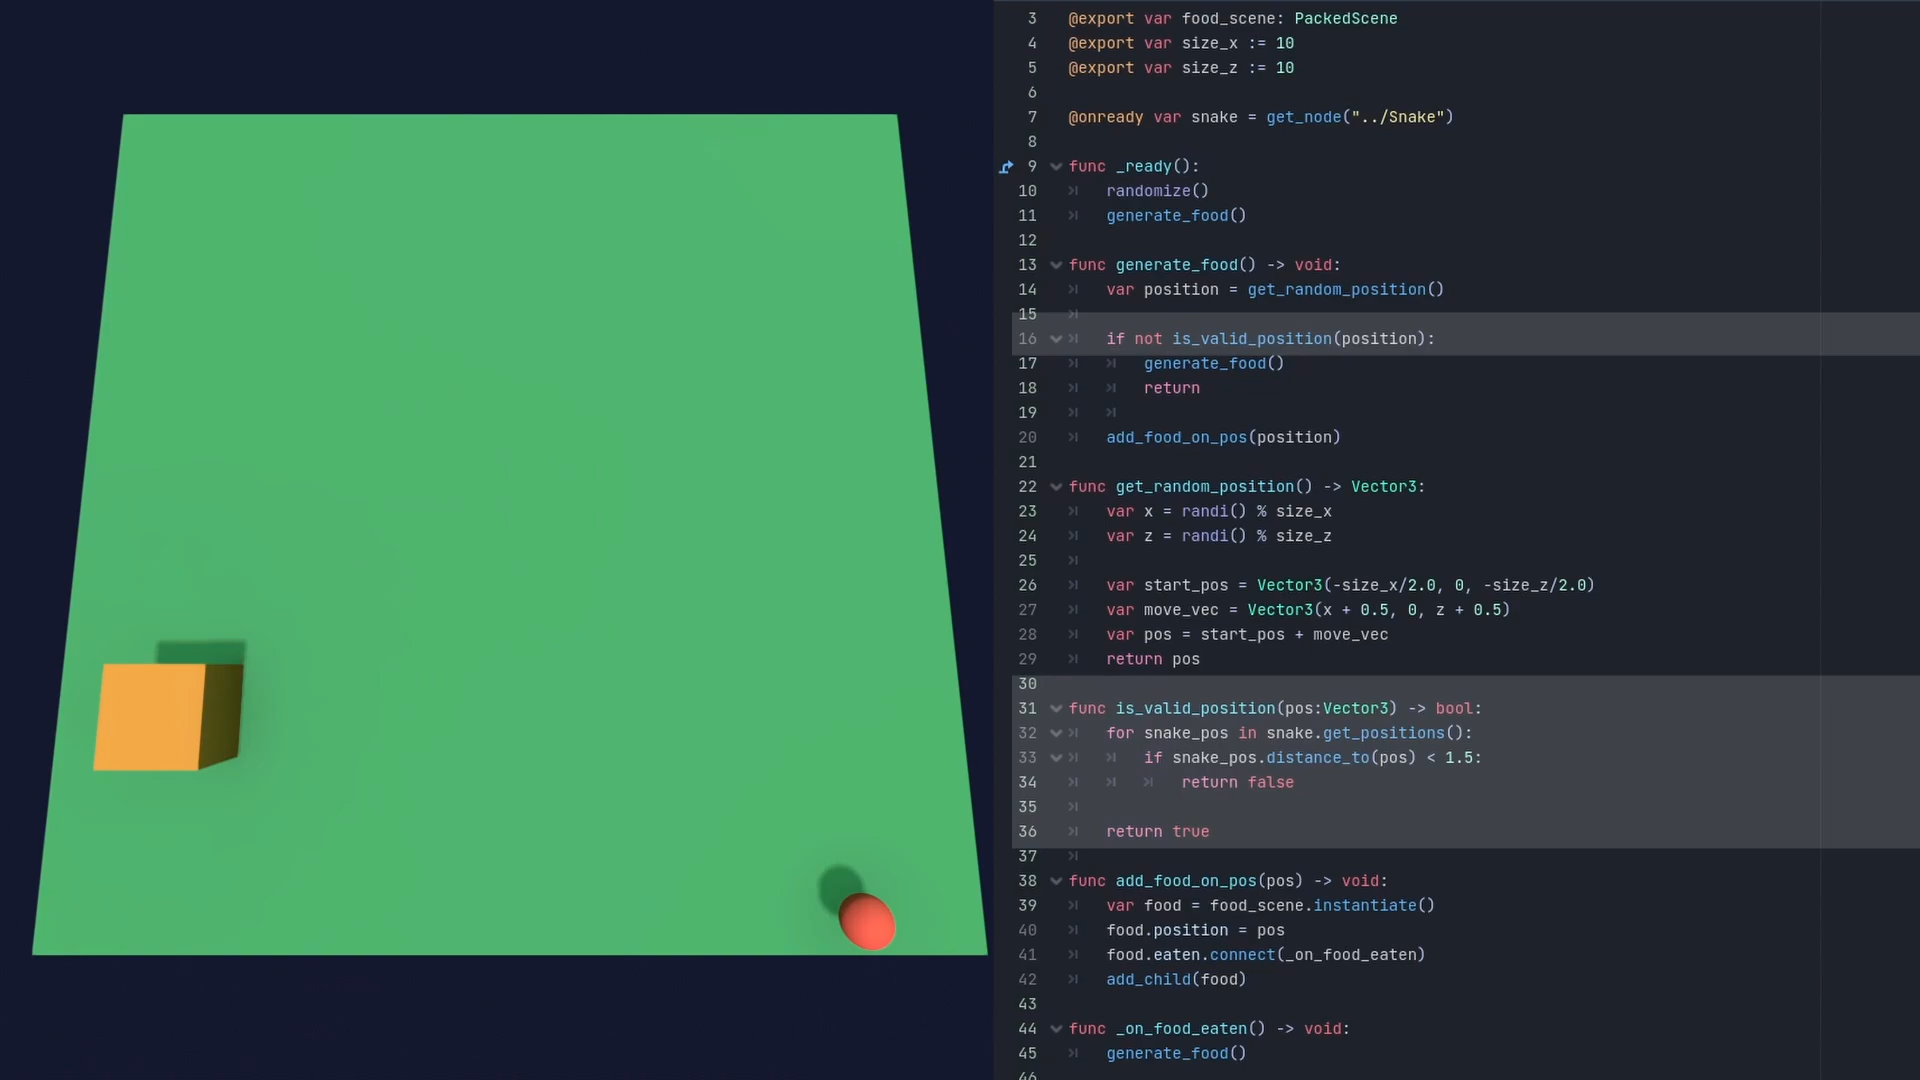 3 @export var food_scene: PackedScene
4 @export var size_x := 10
5 @export var size_z := 10
6
7 @onready var snake = get_node("../Snake")
8
9 func _ready():
10 randomize()
11 generate_food()
12
13 func generate_food() -> void:
14 var position = get_random_position()
15
16 if not is_valid_position(position):
17 generate_food()
18 return
19
20 add_food_on_pos(position)
21
22 func get_random_position() -> Vector3:
23 var x = randi() % size_x
24 var z = randi() % size_z
25
26 var start_pos = Vector3(-size_x/2.0, 0, -size_z/2.0)
27 var move_vec = Vector3(x + 0.5, 0, z + 0.5)
28 var pos = start_pos + move_vec
29 return pos
30
31 func is_valid_position(pos:Vector3) -> bool:
32 for snake_pos in snake.get_positions():
33 if snake_pos.distance_to(pos) < 1.5:
34 return false
35
36 return true
37
38 func add_food_on_pos(pos) -> void:
39 var food = food_scene.instantiate()
40 food.position = pos
41 food.eaten.connect(_on_food_eaten)
42 add_child(food)
43
44 func _on_food_eaten() -> void:
45 generate_food()
46